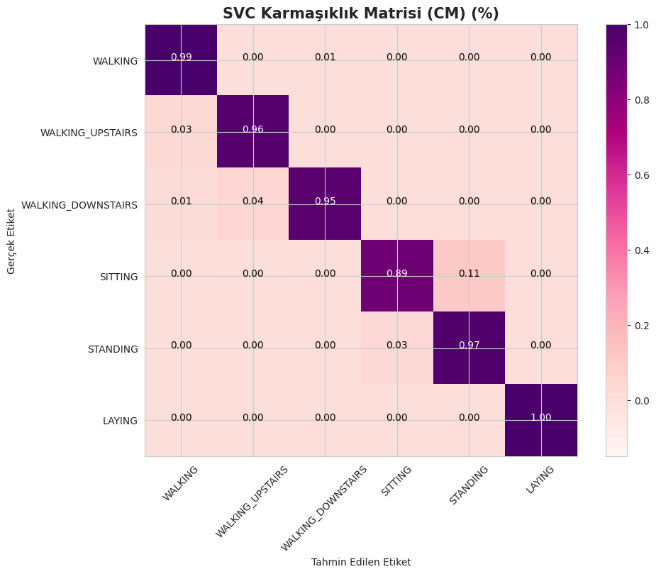 SVC Karmaşıklık Matrisi (CM) (%)
Gerçek Etiket
WALKING 0.99 0.00 0.01 0.00 0.00 0.00
WALKING_UPSTAIRS 0.03 0.96 0.00 0.00 0.00 0.00
WALKING_DOWNSTAIRS 0.01 0.04 0.95 0.00 0.00 0.00
SITTING 0.00 0.00 0.00 0.89 0.11 0.00
STANDING 0.00 0.00 0.00 0.03 0.97 0.00
LAYING 0.00 0.00 0.00 0.00 0.00 1.00
WALKING
WALKING_UPSTAIRS
WALKING_DOWNSTAIRS
SITTING
STANDING
LAYING
Tahmin Edilen Etiket
1.0
0.8
0.6
0.4
0.2
0.0